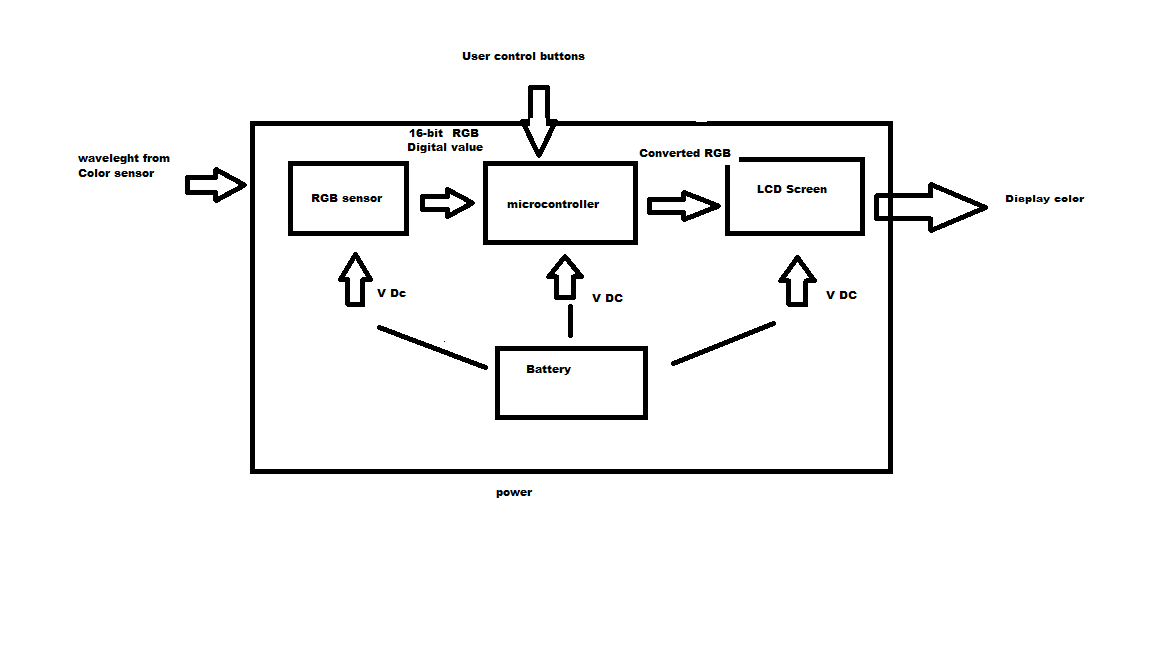 User control buttons
16-bit RGB
Digital value
waveleght from
Color sensor
Converted RGB
RGB sensor
microcontroller
LCD Screen
Display color
V Dc
V DC
V DC
Battery
power